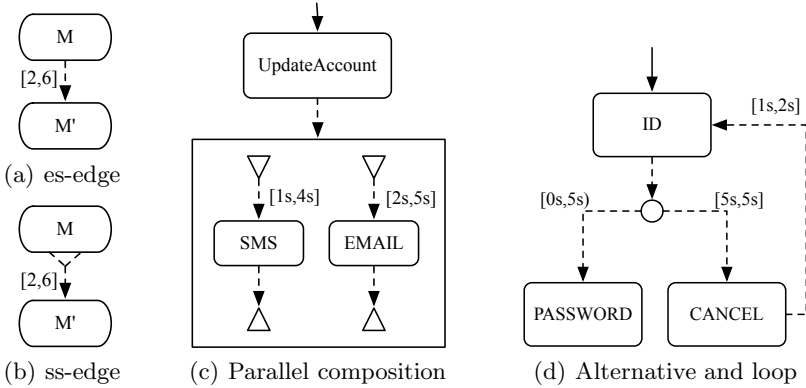 M
[2,6]
M'
(a) es-edge
M
[2,6]
M'
(b) ss-edge
UpdateAccount
[1s,4s]
[2s,5s]
SMS
EMAIL
(c) Parallel composition
[1s,2s]
ID
[0s,5s)
[5s,5s]
PASSWORD
CANCEL
(d) Alternative and loop